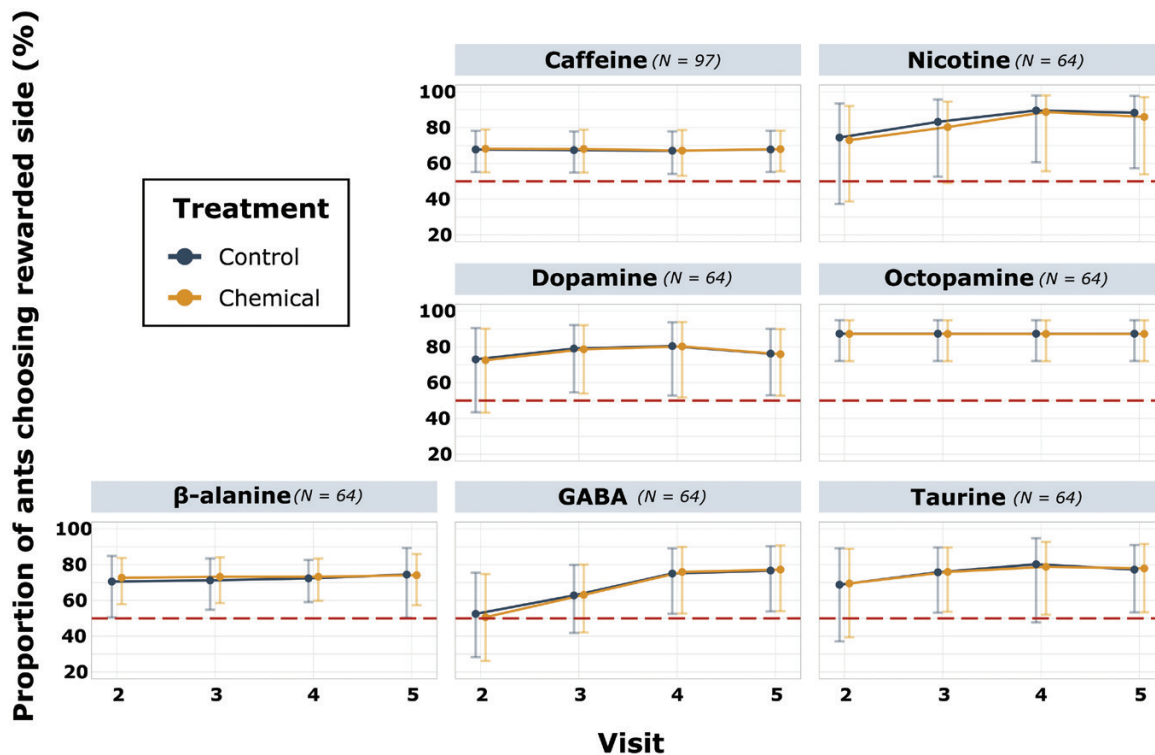 Proportion of ants choosing rewarded side (%)
Caffeine (N = 97)
Nicotine (N = 64)
100
80
60
40
20
Treatment
Control
Chemical
Dopamine (N = 64)
Octopamine (N = 64)
100
80
60
40
20
β-alanine (N = 64)
GABA (N = 64)
Taurine (N = 64)
100
80
60
40
20
2 3 4 5
2 3 4 5
2 3 4 5
Visit